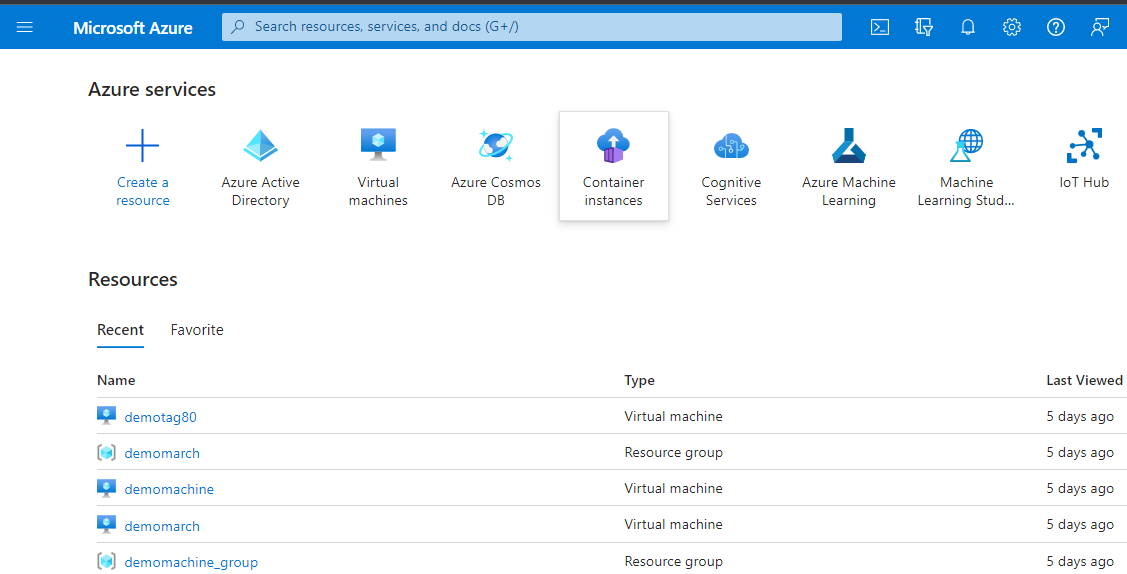 Microsoft Azure
Search resources, services, and docs (G+/)
Azure services
Create a
resource
Azure Active
Directory
Virtual
machines
Azure Cosmos
DB
Container
instances
Cognitive
Services
Azure Machine
Learning
Machine
Learning Stud...
IoT Hub
Resources
Recent Favorite
Name Type Last Viewed
demotag80 Virtual machine 5 days ago
demomarch Resource group 5 days ago
demomachine Virtual machine 5 days ago
demomarch Virtual machine 5 days ago
demomachine_group Resource group 5 days ago